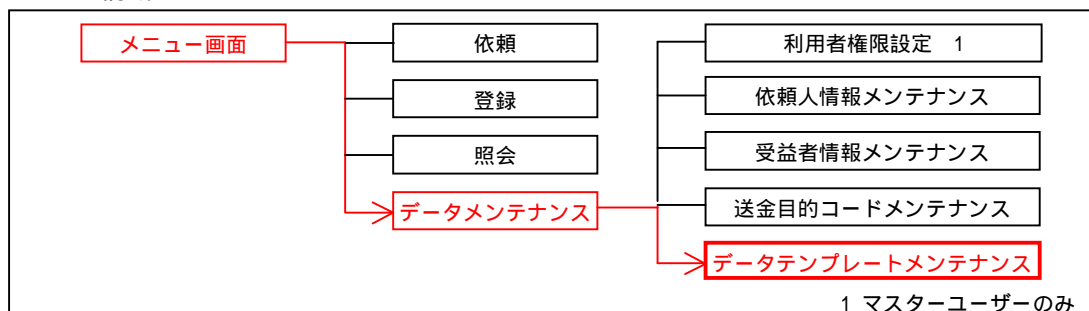 メニュー画面
依頼
登録
照会
データメンテナンス
利用者権限設定 1
依頼人情報メンテナンス
受益者情報メンテナンス
送金目的コードメンテナンス
データテンプレートメンテナンス
1 マスターユーザーのみ